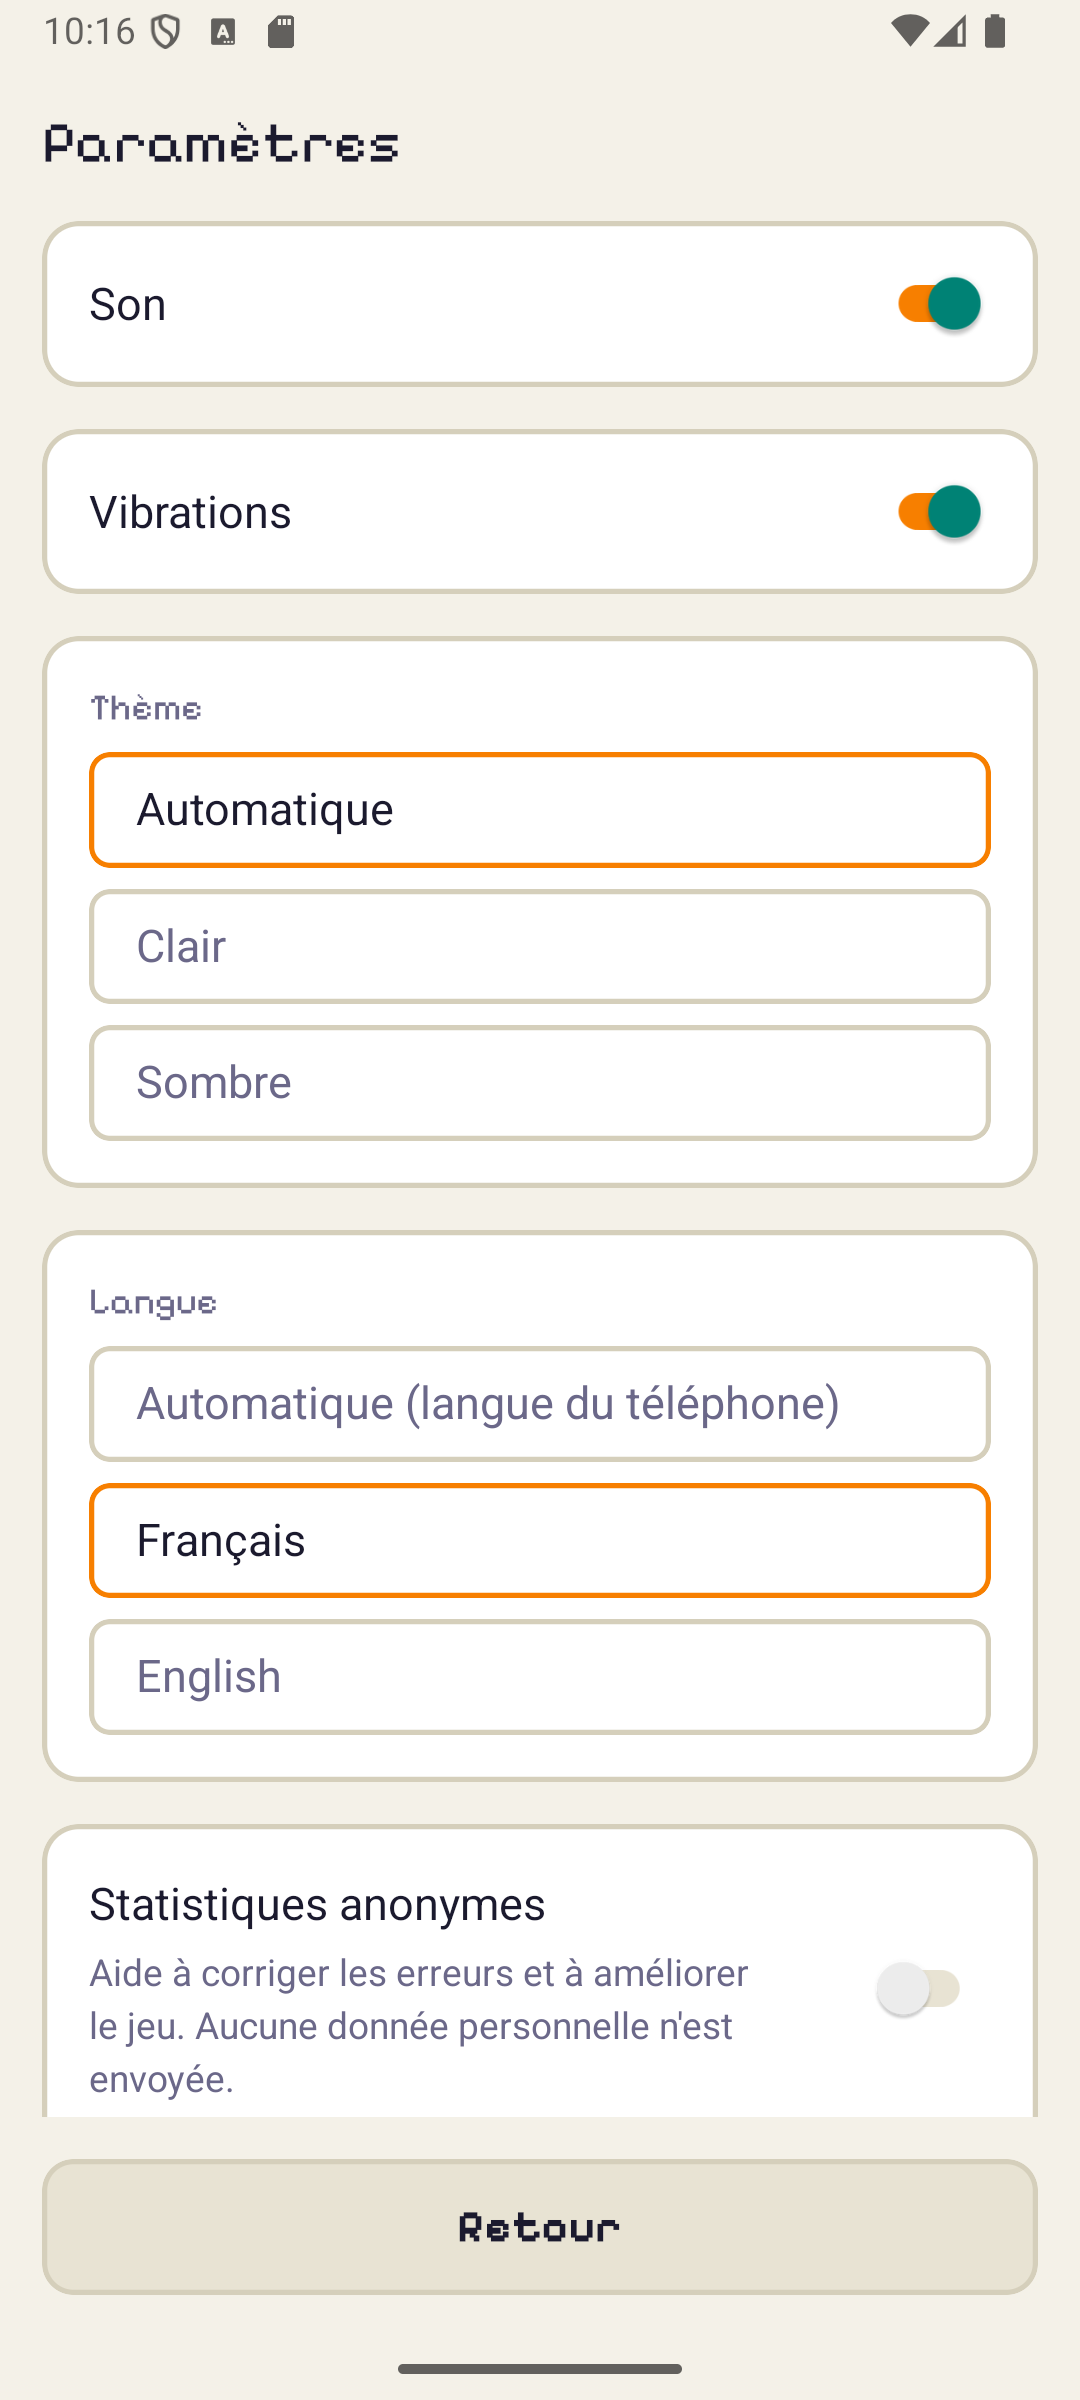 10:16
Paramètres
Son
Vibrations
Thème
Automatique
Clair
Sombre
Langue
Automatique (langue du téléphone)
Français
English
Statistiques anonymes
Aide à corriger les erreurs et à améliorer
le jeu. Aucune donnée personnelle n'est
envoyée.
Retour